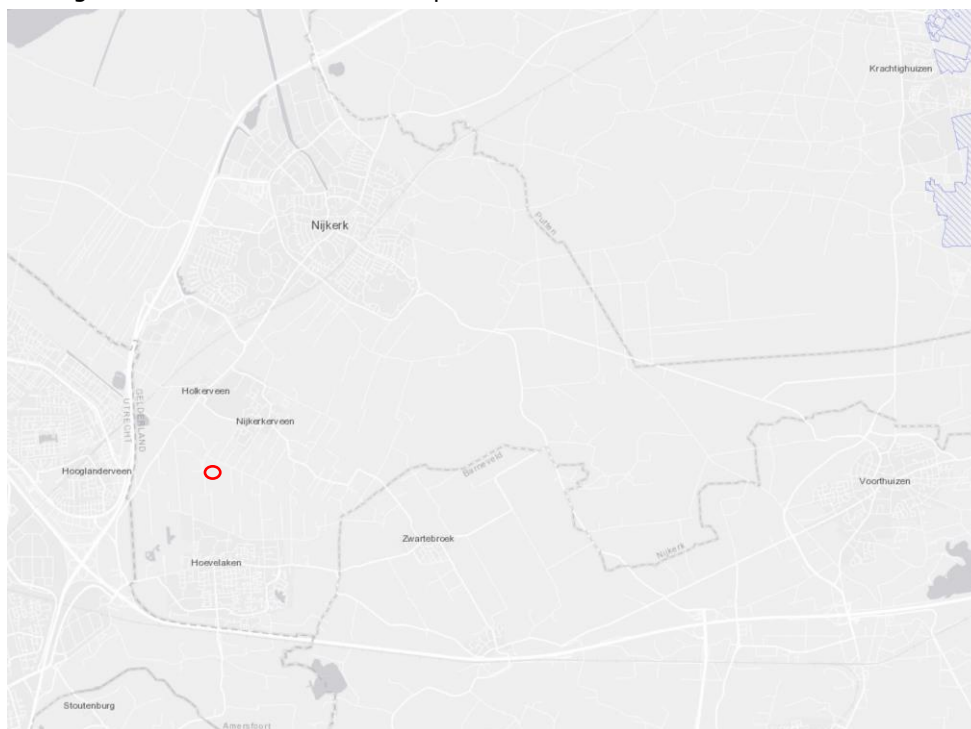 Krachtighuizen
Nijkerk
Putten
Holkerveen
GELDERLAND
UTRECHT
Nijkerkerveen
Hooglanderveen
Barneveld
Voorthuizen
Zwartebroek
Nijkerk
Hoevelaken
Stoutenburg
Amersfoort